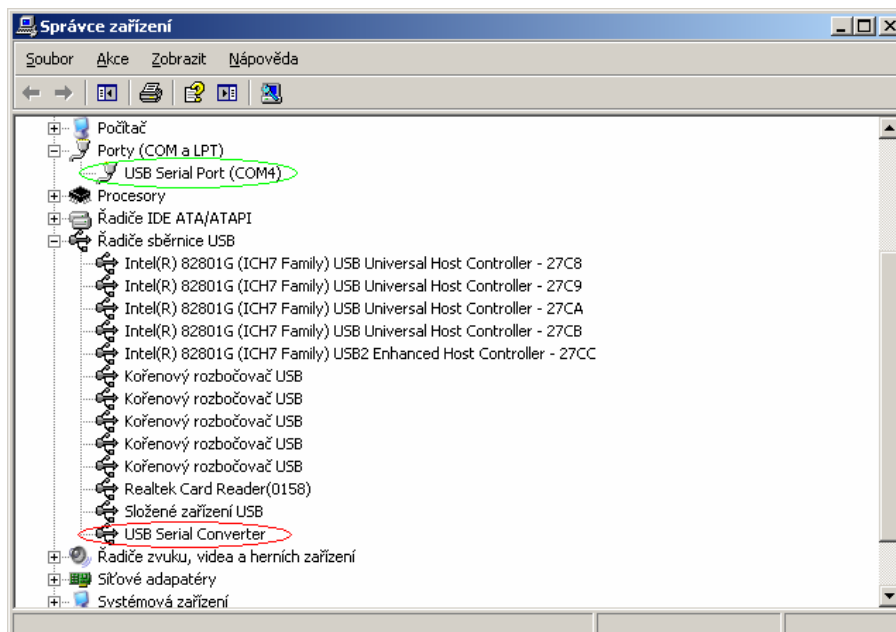 Správce zařízení
Soubor Akce Zobrazit Nápověda
Počítač
Porty (COM a LPT)
USB Serial Port (COM4)
Procesory
Řadiče IDE ATA/ATAPI
Řadiče sběrnice USB
Intel(R) 82801G (ICH7 Family) USB Universal Host Controller - 27C8
Intel(R) 82801G (ICH7 Family) USB Universal Host Controller - 27C9
Intel(R) 82801G (ICH7 Family) USB Universal Host Controller - 27CA
Intel(R) 82801G (ICH7 Family) USB Universal Host Controller - 27CB
Intel(R) 82801G (ICH7 Family) USB2 Enhanced Host Controller - 27CC
Kořenový rozbočovač USB
Kořenový rozbočovač USB
Kořenový rozbočovač USB
Kořenový rozbočovač USB
Kořenový rozbočovač USB
Realtek Card Reader(0158)
Složené zařízení USB
USB Serial Converter
Řadiče zvuku, videa a herních zařízení
Síťové adaptéry
Systémová zařízení